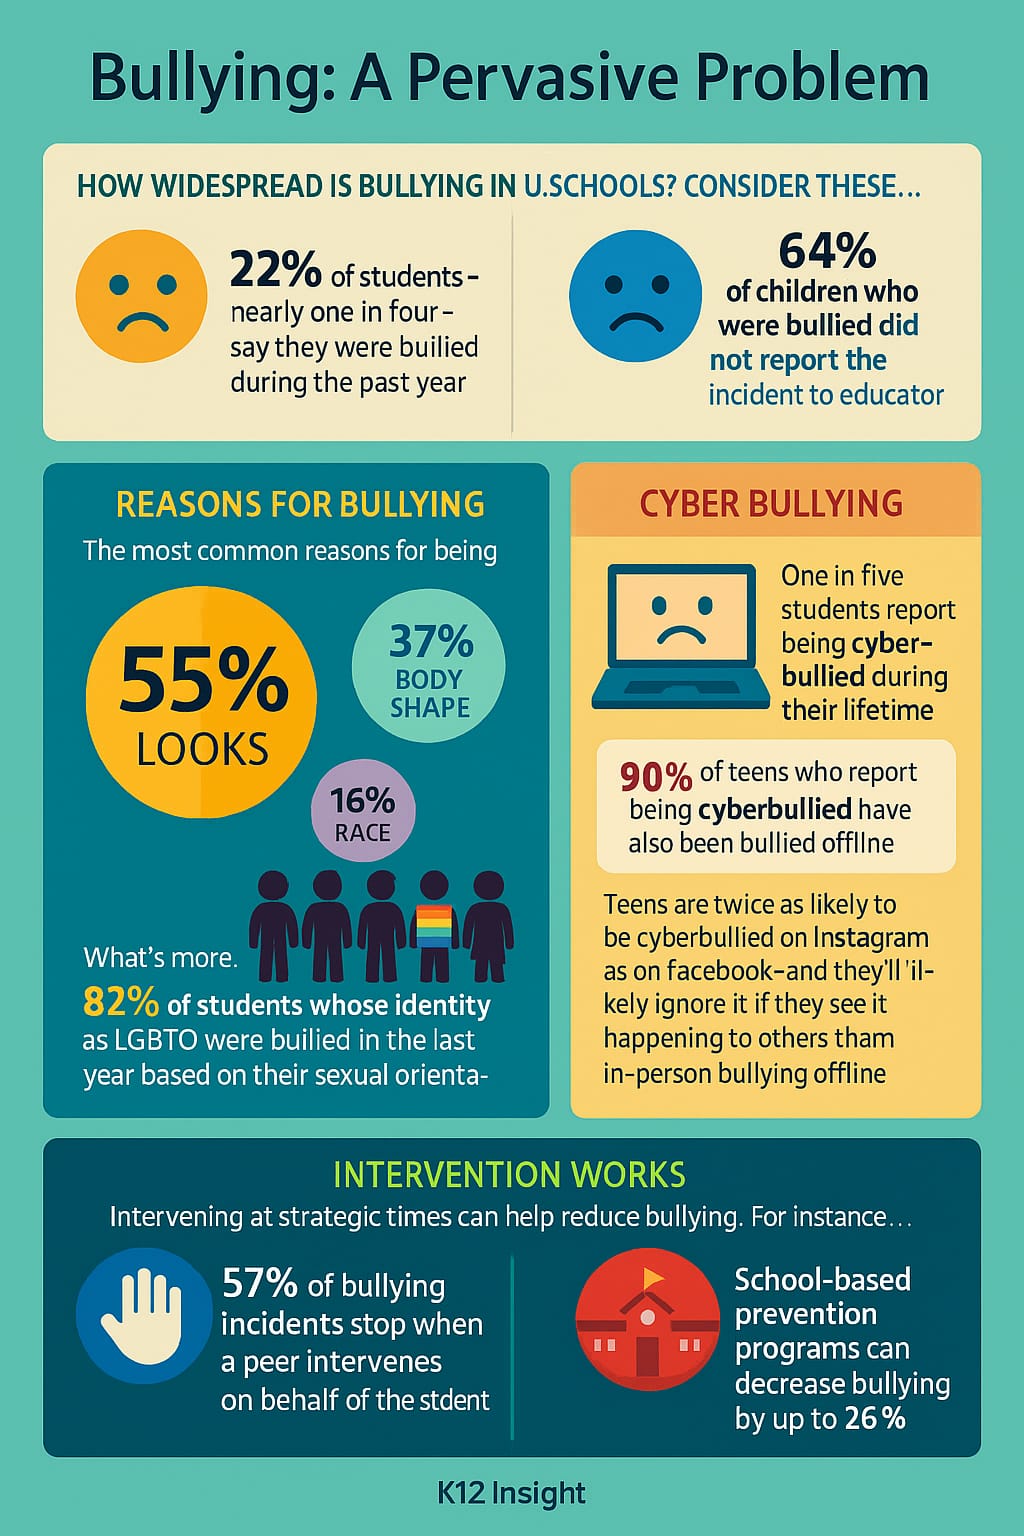 Bullying: A Pervasive Problem
HOW WIDESPREAD IS BULLYING IN U.SCHOOLS? CONSIDER THESE...
22% of students–
nearly one in four–
say they were builied
during the past year
64%
of children who
were bullied did
not report the
incident to educator
REASONS FOR BULLYING
The most common reasons for being
55%
LOOKS
37%
BODY
SHAPE
16%
RACE
What's more.
82% of students whose identity
as LGBTO were builied in the last
year based on their sexual orienta-
CYBER BULLYING
One in five
students report
being cyber-
bullied during
their lifetime
90% of teens who report
being cyberbullied have
also been bullied offlIne
Teens are twice as likely to
be cyberbullied on Instagram
as on facebook–and they'll 'il-
kely ignore it if they see it
happening to others tham
in-person bullying offline
INTERVENTION WORKS
Intervening at strategic times can help reduce bullying. For instance...
57% of bullying
incidents stop when
a peer intervenes
on behalf of the stdent
School-based
prevention
programs can
decrease bullying
by up to 26%
K12 Insight